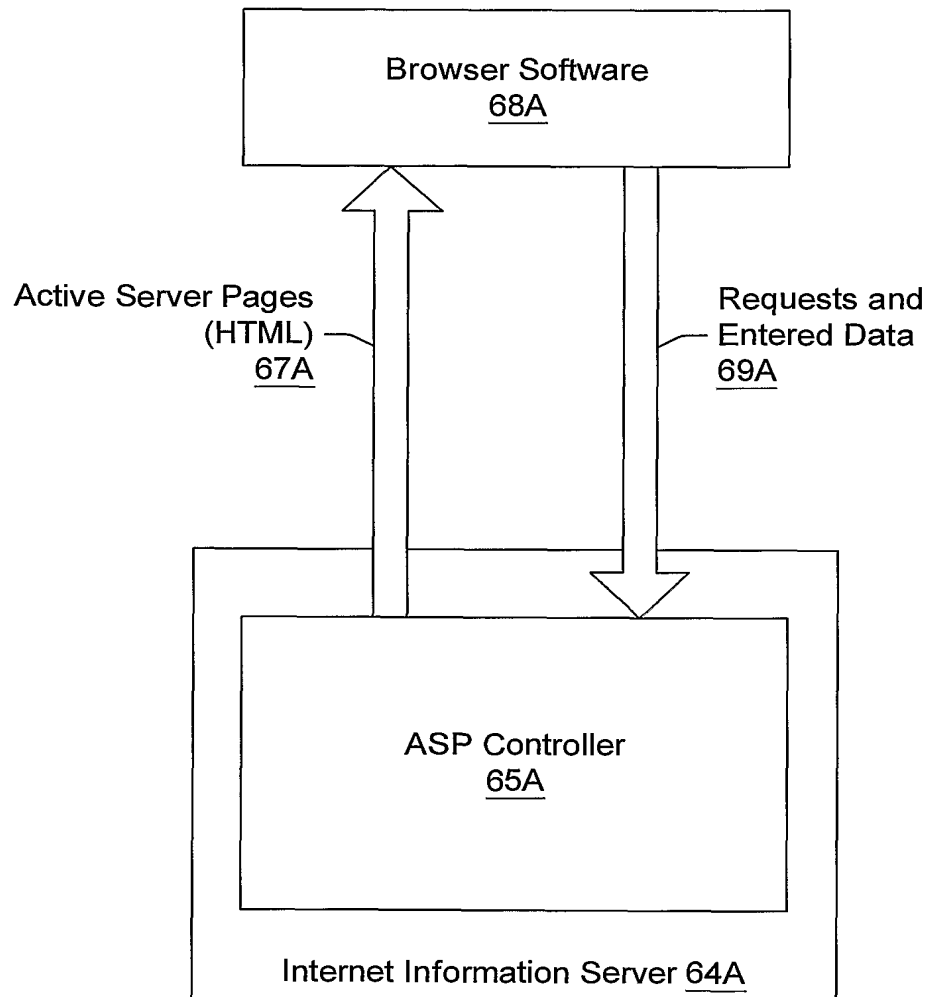 Browser Software
68A
Active Server Pages
(HTML)
67A
Requests and
Entered Data
69A
ASP Controller
65A
Internet Information Server 64A